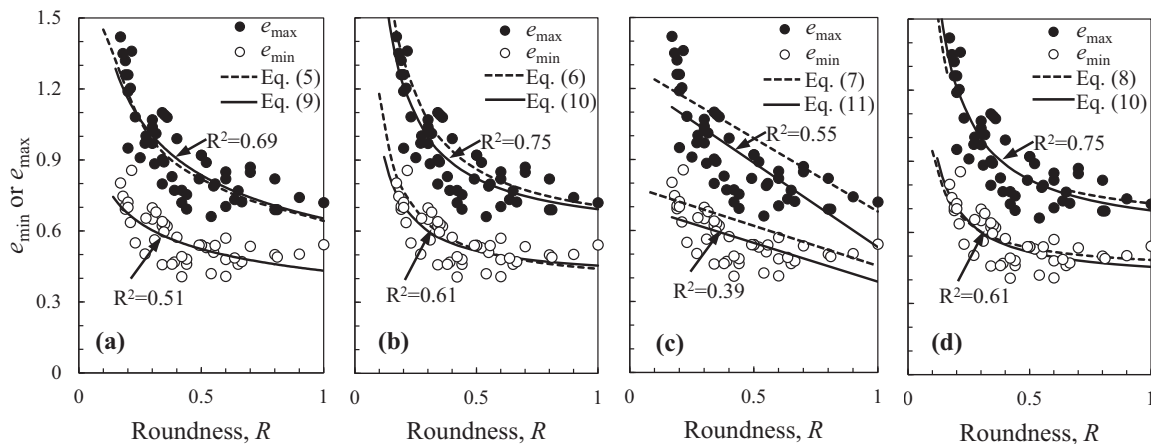 e_min or e_max
1.5
1.2
0.9
0.6
0.3
0
e_max
e_min
Eq. (5)
Eq. (9)
R²=0.69
R²=0.51
(a)
0
0.5
1
Roundness, R
e_max
e_min
Eq. (6)
Eq. (10)
R²=0.75
R²=0.61
(b)
0
0.5
1
Roundness, R
e_max
e_min
Eq. (7)
Eq. (11)
R²=0.55
R²=0.39
(c)
0
0.5
1
Roundness, R
e_max
e_min
Eq. (8)
Eq. (10)
R²=0.75
R²=0.61
(d)
0
0.5
1
Roundness, R